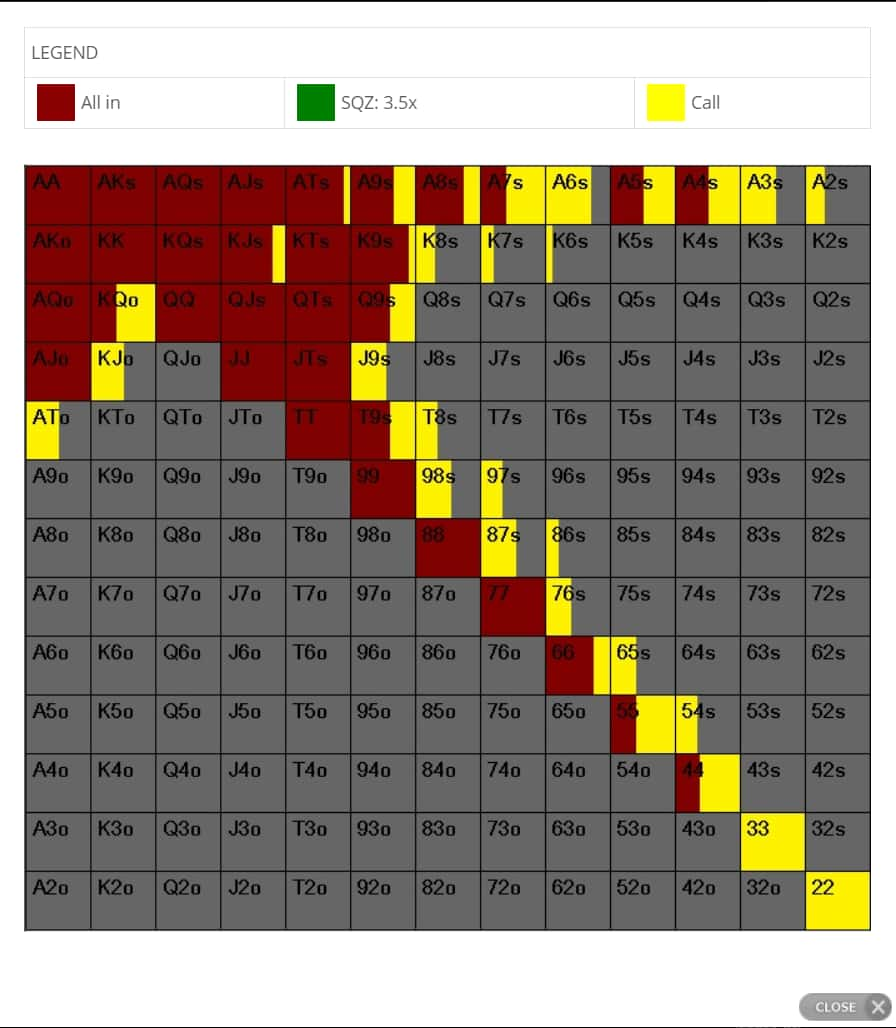 LEGEND
All in SQZ: 3.5x Call
AA AKs AQs AJs ATs A9s A8s A7s A6s A5s A4s A3s A2s
AKo KK KQs KJs KTs K9s K8s K7s K6s K5s K4s K3s K2s
AQo KQo QQ QJs QTs Q9s Q8s Q7s Q6s Q5s Q4s Q3s Q2s
AJo KJo QJo JJ JTs J9s J8s J7s J6s J5s J4s J3s J2s
ATo KTo QTo JTo TT T9s T8s T7s T6s T5s T4s T3s T2s
A9o K9o Q9o J9o T9o 99 98s 97s 96s 95s 94s 93s 92s
A8o K8o Q8o J8o T8o 98o 88 87s 86s 85s 84s 83s 82s
A7o K7o Q7o J7o T7o 97o 87o 77 76s 75s 74s 73s 72s
A6o K6o Q6o J6o T6o 96o 86o 76o 66 65s 64s 63s 62s
A5o K5o Q5o J5o T5o 95o 85o 75o 65o 55 54s 53s 52s
A4o K4o Q4o J4o T4o 94o 84o 74o 64o 54o 44 43s 42s
A3o K3o Q3o J3o T3o 93o 83o 73o 63o 53o 43o 33 32s
A2o K2o Q2o J2o T2o 92o 82o 72o 62o 52o 42o 32o 22
CLOSE